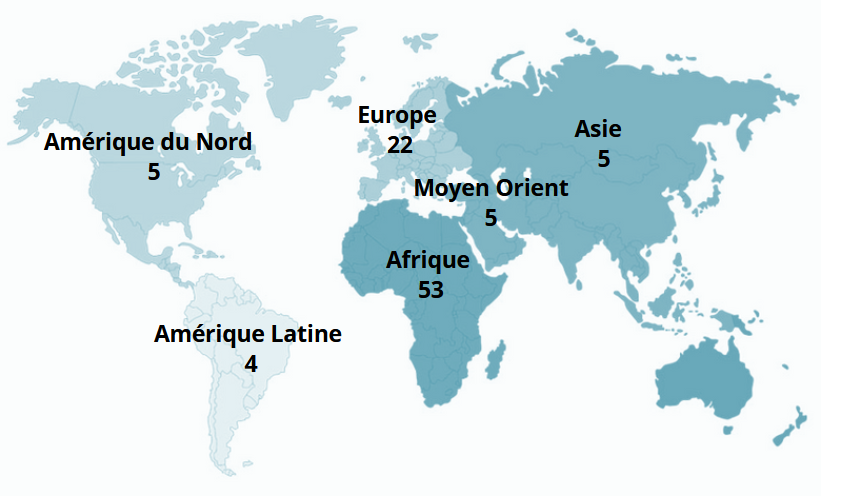 Amérique du Nord
5
Europe
22
Asie
5
Moyen Orient
5
Afrique
53
Amérique Latine
4